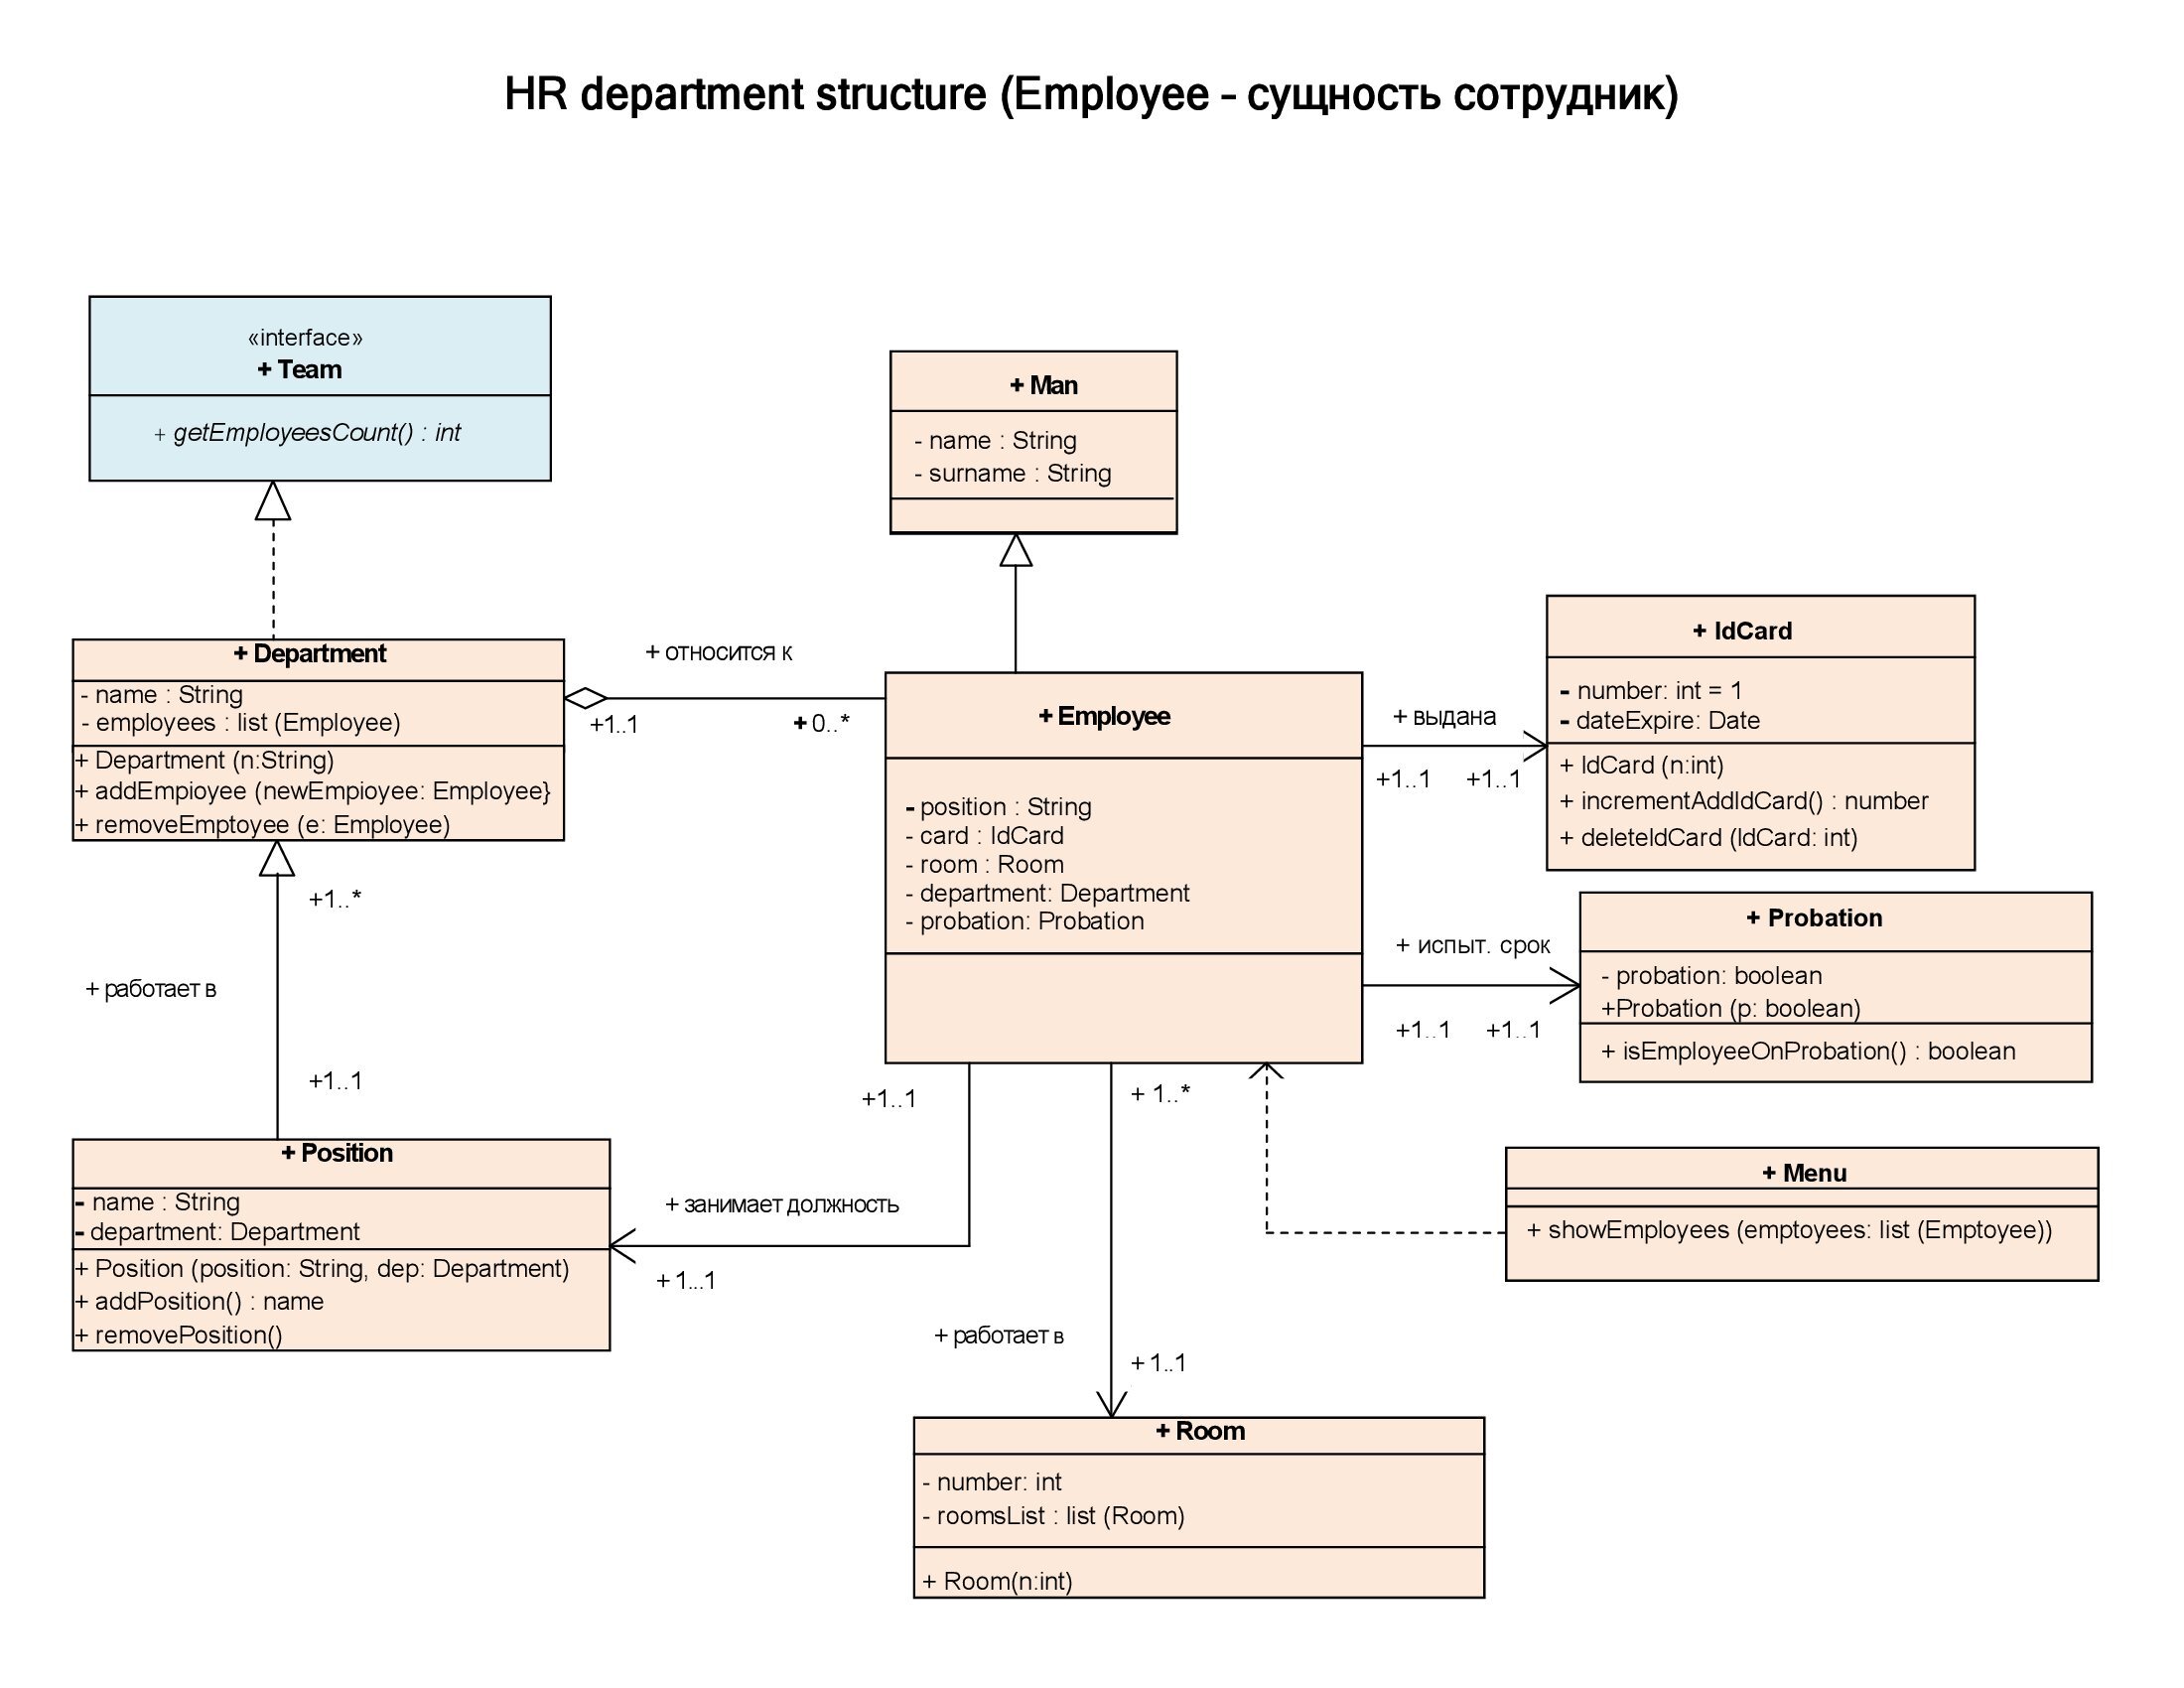 HR department structure (Employee - сущность сотрудник)
«interface»
+ Team
+ getEmployeesCount() : int
+ Man
- name : String
- surname : String
+ Department
- name : String
- employees : list (Employee)
+ Department (n:String)
+ addEmpioyee (newEmpioyee: Employee}
+ removeEmptoyee (e: Employee)
+ относится к
+1..1
+ 0..*
+ Employee
- position : String
- card : IdCard
- room : Room
- department: Department
- probation: Probation
+ выдана
+1..1
+1..1
+ IdCard
- number: int = 1
- dateExpire: Date
+ IdCard (n:int)
+ incrementAddIdCard() : number
+ deleteIdCard (IdCard: int)
+ испыт. срок
+1..1
+1..1
+ Probation
- probation: boolean
+Probation (p: boolean)
+ isEmployeeOnProbation() : boolean
+1..*
+ работает в
+1..1
+ Position
- name : String
- department: Department
+ Position (position: String, dep: Department)
+ addPosition() : name
+ removePosition()
+1..1
+ занимает должность
+ 1...1
+ 1..*
+ работает в
+ 1..1
+ Menu
+ showEmployees (emptoyees: list (Emptoyee))
+ Room
- number: int
- roomsList : list (Room)
+ Room(n:int)